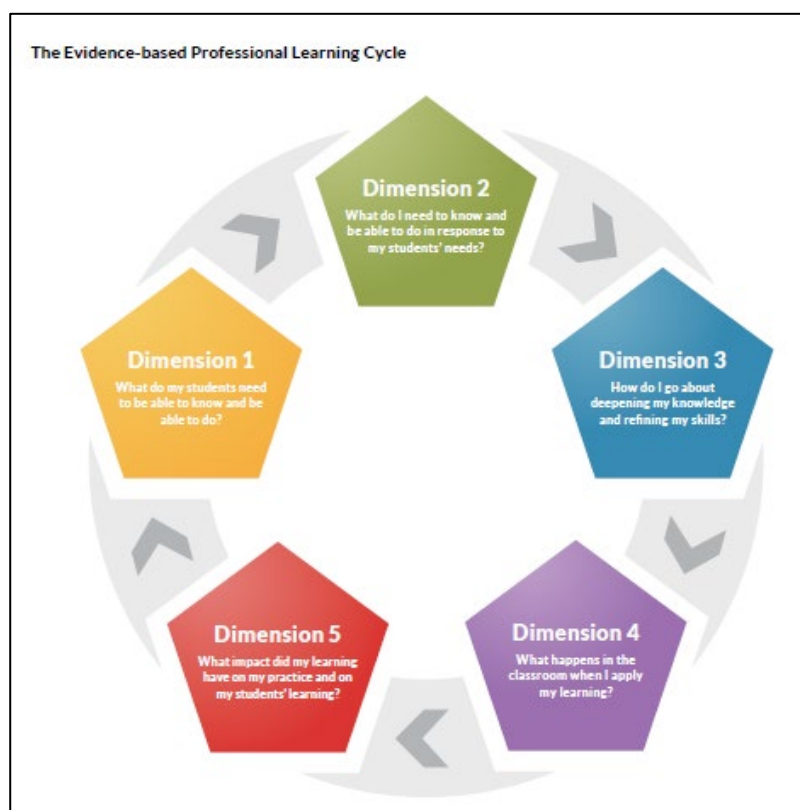 The Evidence-based Professional Learning Cycle
Dimension 1
What do my students need
to be able to know and be
able to do?
Dimension 2
What do I need to know and
be able to do in response to
my students' needs?
Dimension 3
How do I go about
deepening my knowledge
and refining my skills?
Dimension 4
What happens in the
classroom when I apply
my learning?
Dimension 5
What impact did my learning
have on my practice and on
my students' learning?